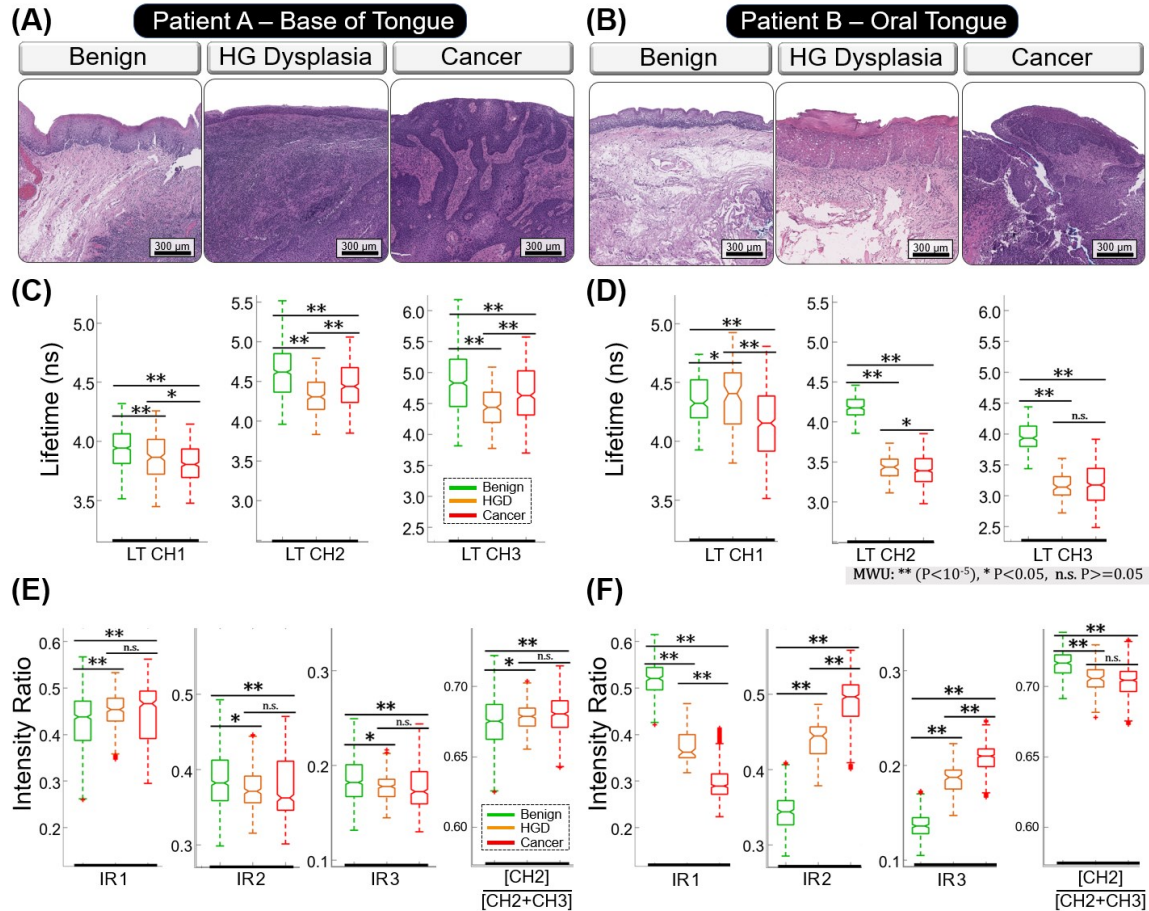 (A) Patient A – Base of Tongue
Benign HG Dysplasia Cancer
300 µm 300 µm 300 µm
(B) Patient B – Oral Tongue
Benign HG Dysplasia Cancer
300 µm 300 µm 300 µm
(C)
Lifetime (ns)
5.0
4.5
4.0
3.5
** * **
LT CH1
5.5
5.0
4.5
4.0
3.5
3.0
** ** **
LT CH2
6.0
5.5
5.0
4.5
4.0
3.5
3.0
2.5
** ** **
Benign
HGD
Cancer
LT CH3
(D)
Lifetime (ns)
5.0
4.5
4.0
3.5
** * **
LT CH1
5.5
5.0
4.5
4.0
3.5
3.0
** ** *
LT CH2
6.0
5.5
5.0
4.5
4.0
3.5
3.0
2.5
** ** n.s.
LT CH3
MWU: ** (P<10⁻⁵), * P<0.05, n.s. P>=0.05
(E)
Intensity Ratio
0.6
0.5
0.4
0.3
0.2
** n.s. **
IR1
0.5
0.4
0.3
** n.s. *
IR2
0.3
0.2
0.1
** n.s. *
IR3
0.70
0.65
0.60
** n.s. *
Benign
HGD
Cancer
[CH2]
[CH2+CH3]
(F)
Intensity Ratio
0.6
0.5
0.4
0.3
0.2
** ** **
IR1
0.5
0.4
0.3
** ** **
IR2
0.3
0.2
0.1
** ** **
IR3
0.70
0.65
0.60
** ** n.s.
[CH2]
[CH2+CH3]